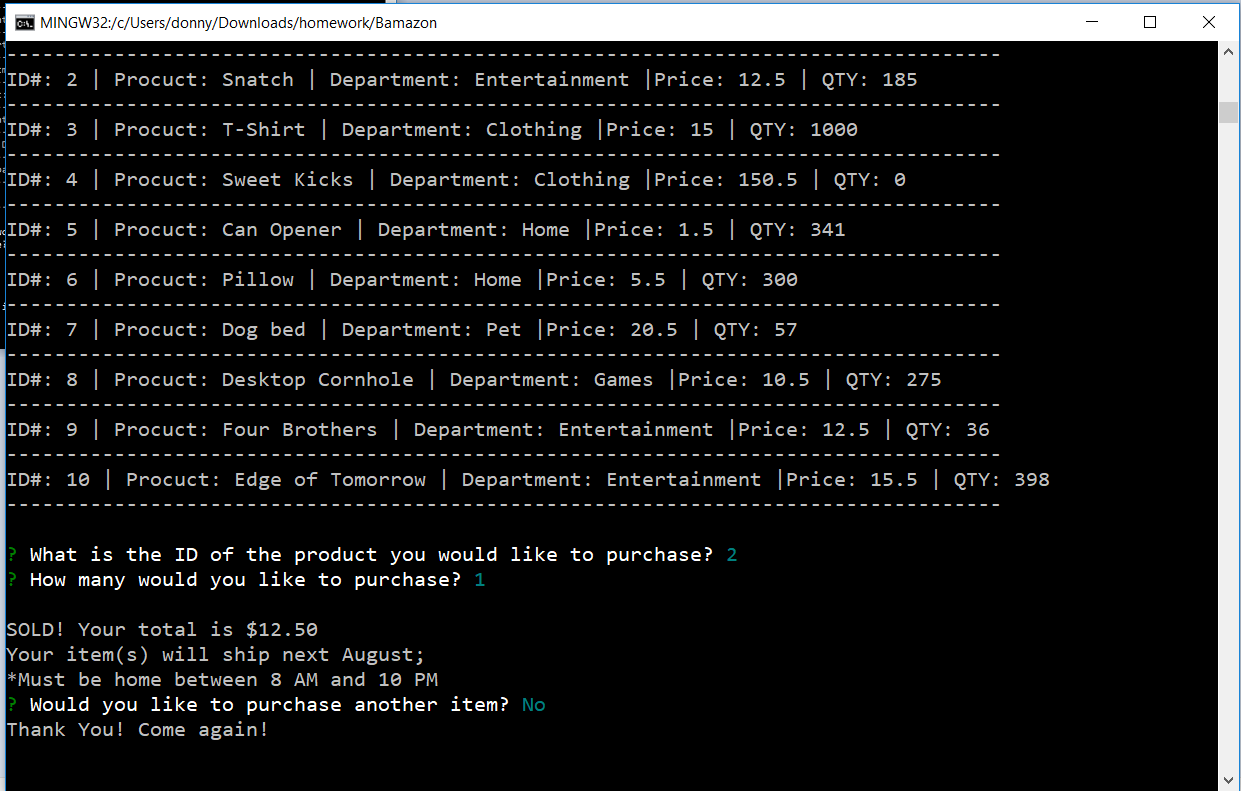 MINGW32:/c/Users/donny/Downloads/homework/Bamazon
-----------------------------------------------------------------------------------
ID#: 2 | Procuct: Snatch | Department: Entertainment |Price: 12.5 | QTY: 185
-----------------------------------------------------------------------------------
ID#: 3 | Procuct: T-Shirt | Department: Clothing |Price: 15 | QTY: 1000
-----------------------------------------------------------------------------------
ID#: 4 | Procuct: Sweet Kicks | Department: Clothing |Price: 150.5 | QTY: 0
-----------------------------------------------------------------------------------
ID#: 5 | Procuct: Can Opener | Department: Home |Price: 1.5 | QTY: 341
-----------------------------------------------------------------------------------
ID#: 6 | Procuct: Pillow | Department: Home |Price: 5.5 | QTY: 300
-----------------------------------------------------------------------------------
ID#: 7 | Procuct: Dog bed | Department: Pet |Price: 20.5 | QTY: 57
-----------------------------------------------------------------------------------
ID#: 8 | Procuct: Desktop Cornhole | Department: Games |Price: 10.5 | QTY: 275
-----------------------------------------------------------------------------------
ID#: 9 | Procuct: Four Brothers | Department: Entertainment |Price: 12.5 | QTY: 36
-----------------------------------------------------------------------------------
ID#: 10 | Procuct: Edge of Tomorrow | Department: Entertainment |Price: 15.5 | QTY: 398
-----------------------------------------------------------------------------------
? What is the ID of the product you would like to purchase? 2
? How many would you like to purchase? 1
SOLD! Your total is $12.50
Your item(s) will ship next August;
*Must be home between 8 AM and 10 PM
? Would you like to purchase another item? No
Thank You! Come again!